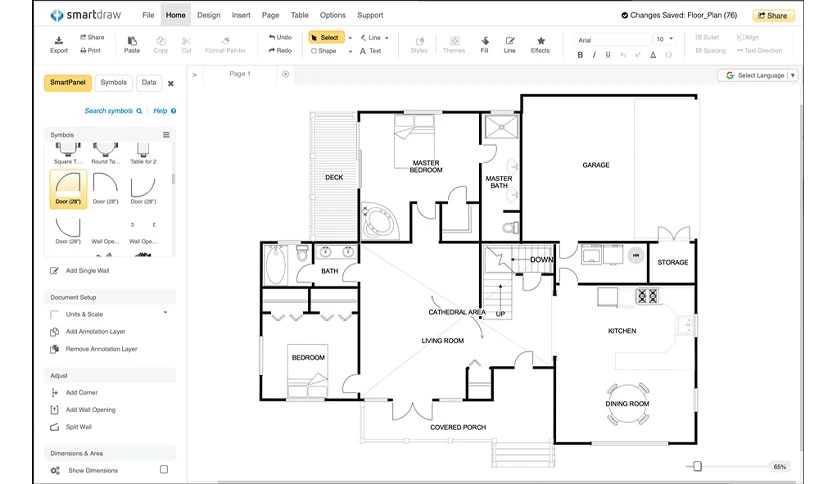 smartdraw
File Home Design Insert Page Table Options Support
Changes Saved: Floor_Plan (76)
Share
Export
Share
Print
Paste
Copy
Cut
Format Painter
Undo
Redo
Select
Shape
Line
Text
Styles
Themes
Fill
Line
Effects
Arial 10
B I U
Bullet
Align
Spacing
Text Direction
SmartPanel Symbols Data
> Page 1
Select Language
Search symbols Help
Symbols
Square T... Round Ta... Table for 2
Door (28") Door (28") Door (28")
Door (28") Wall Ope... Wall Ope...
Add Single Wall
Document Setup
Units & Scale
Add Annotation Layer
Remove Annotation Layer
Adjust
Add Corner
Add Wall Opening
Split Wall
Dimensions & Area
Show Dimensions
DECK
MASTER
BEDROOM
MASTER
BATH
GARAGE
BATH
DOWN
HW
STORAGE
CATHEDRAL AREA
UP
LIVING ROOM
KITCHEN
BEDROOM
DINING ROOM
COVERED PORCH
65%